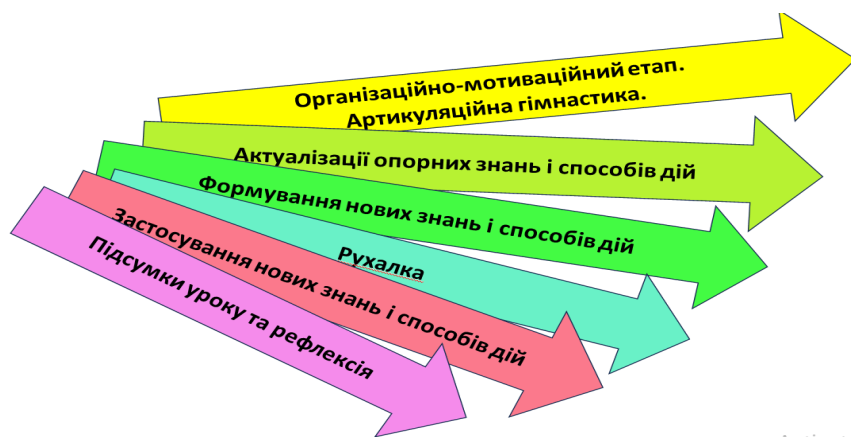 Організаційно-мотиваційний етап.
Артикуляційна гімнастика.
Актуалізації опорних знань і способів дій
Формування нових знань і способів дій
Рухалка
Застосування нових знань і способів дій
Підсумки уроку та рефлексія